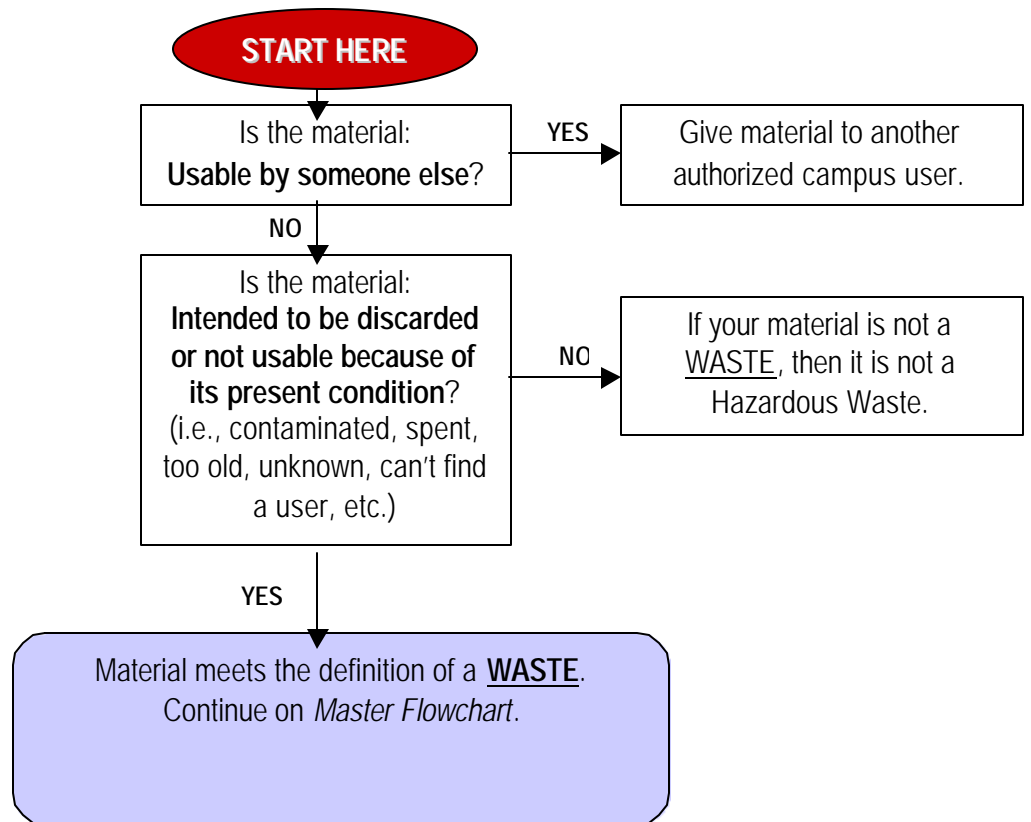 START HERE
Is the material:
Usable by someone else?
YES
Give material to another
authorized campus user.
NO
Is the material:
Intended to be discarded
or not usable because of
its present condition?
(i.e., contaminated, spent,
too old, unknown, can't find
a user, etc.)
NO
If your material is not a
WASTE, then it is not a
Hazardous Waste.
YES
Material meets the definition of a WASTE.
Continue on Master Flowchart.